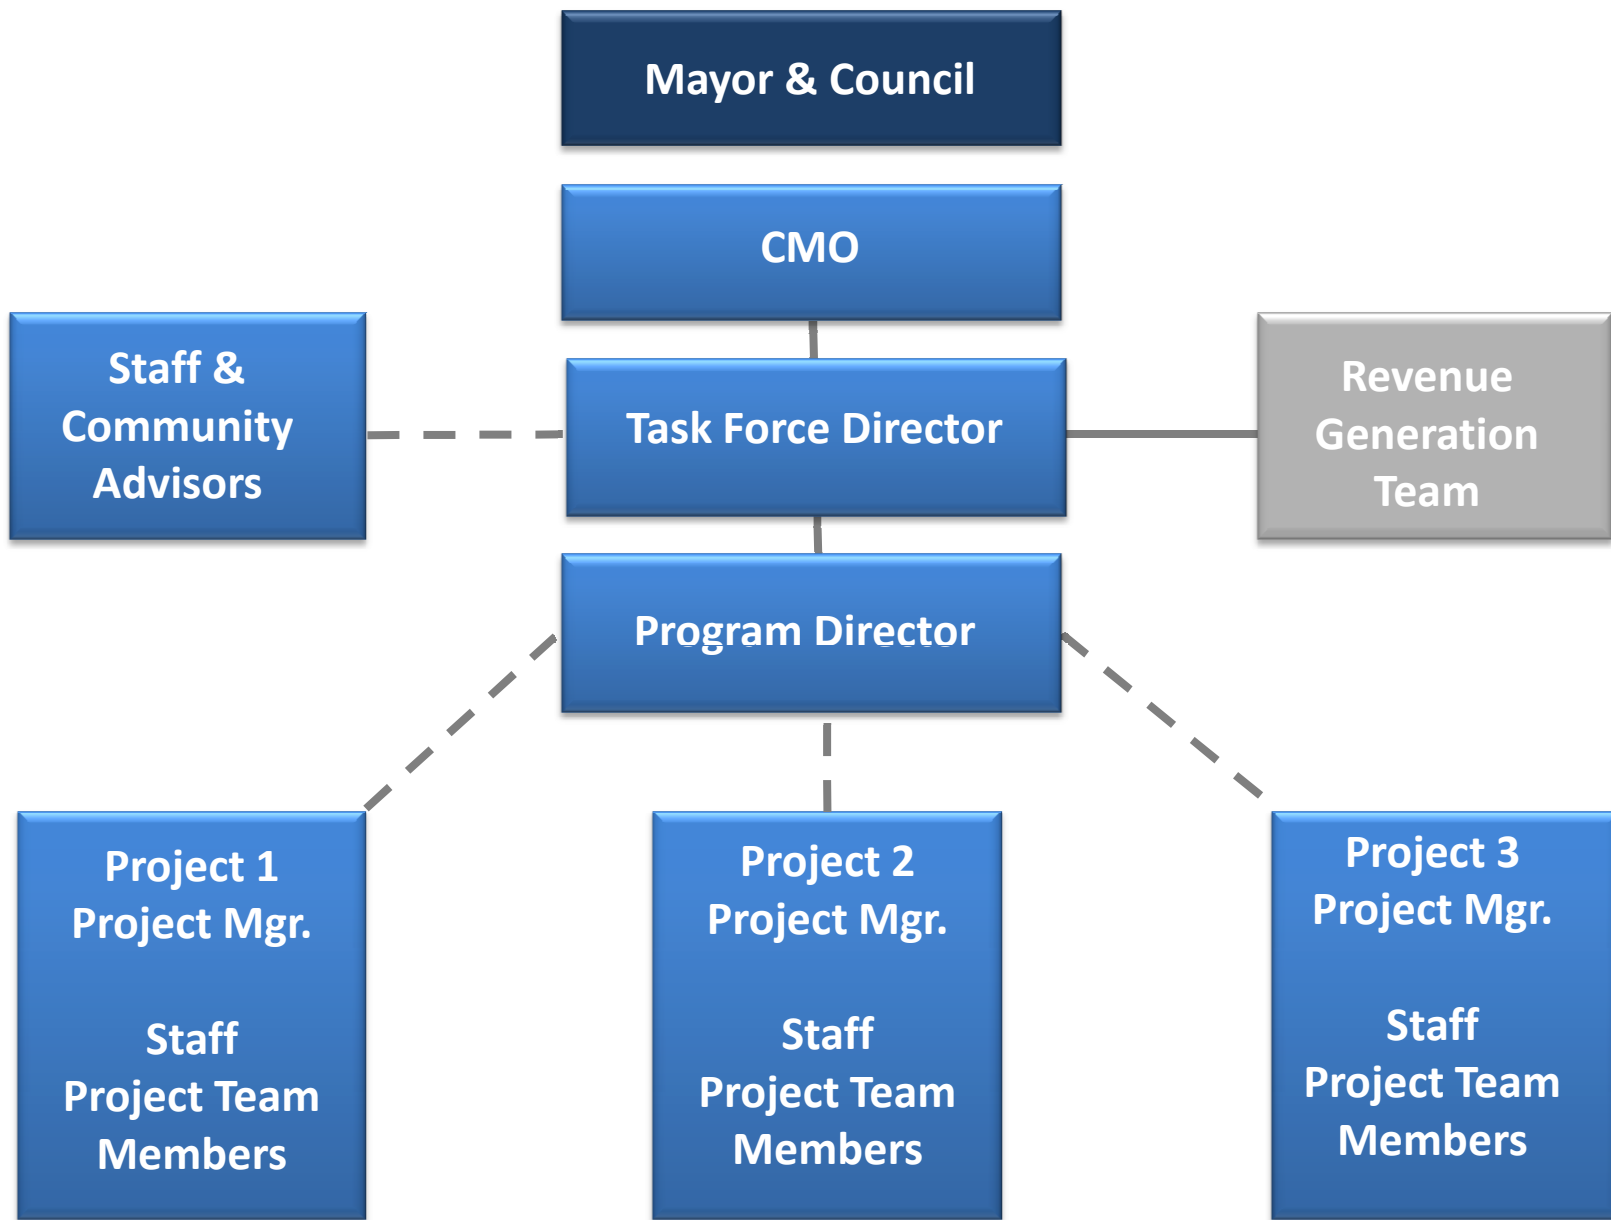 Mayor & Council
CMO
Staff &
Community
Advisors
Task Force Director
Revenue
Generation
Team
Program Director
Project 1
Project Mgr.
Staff
Project Team
Members
Project 2
Project Mgr.
Staff
Project Team
Members
Project 3
Project Mgr.
Staff
Project Team
Members